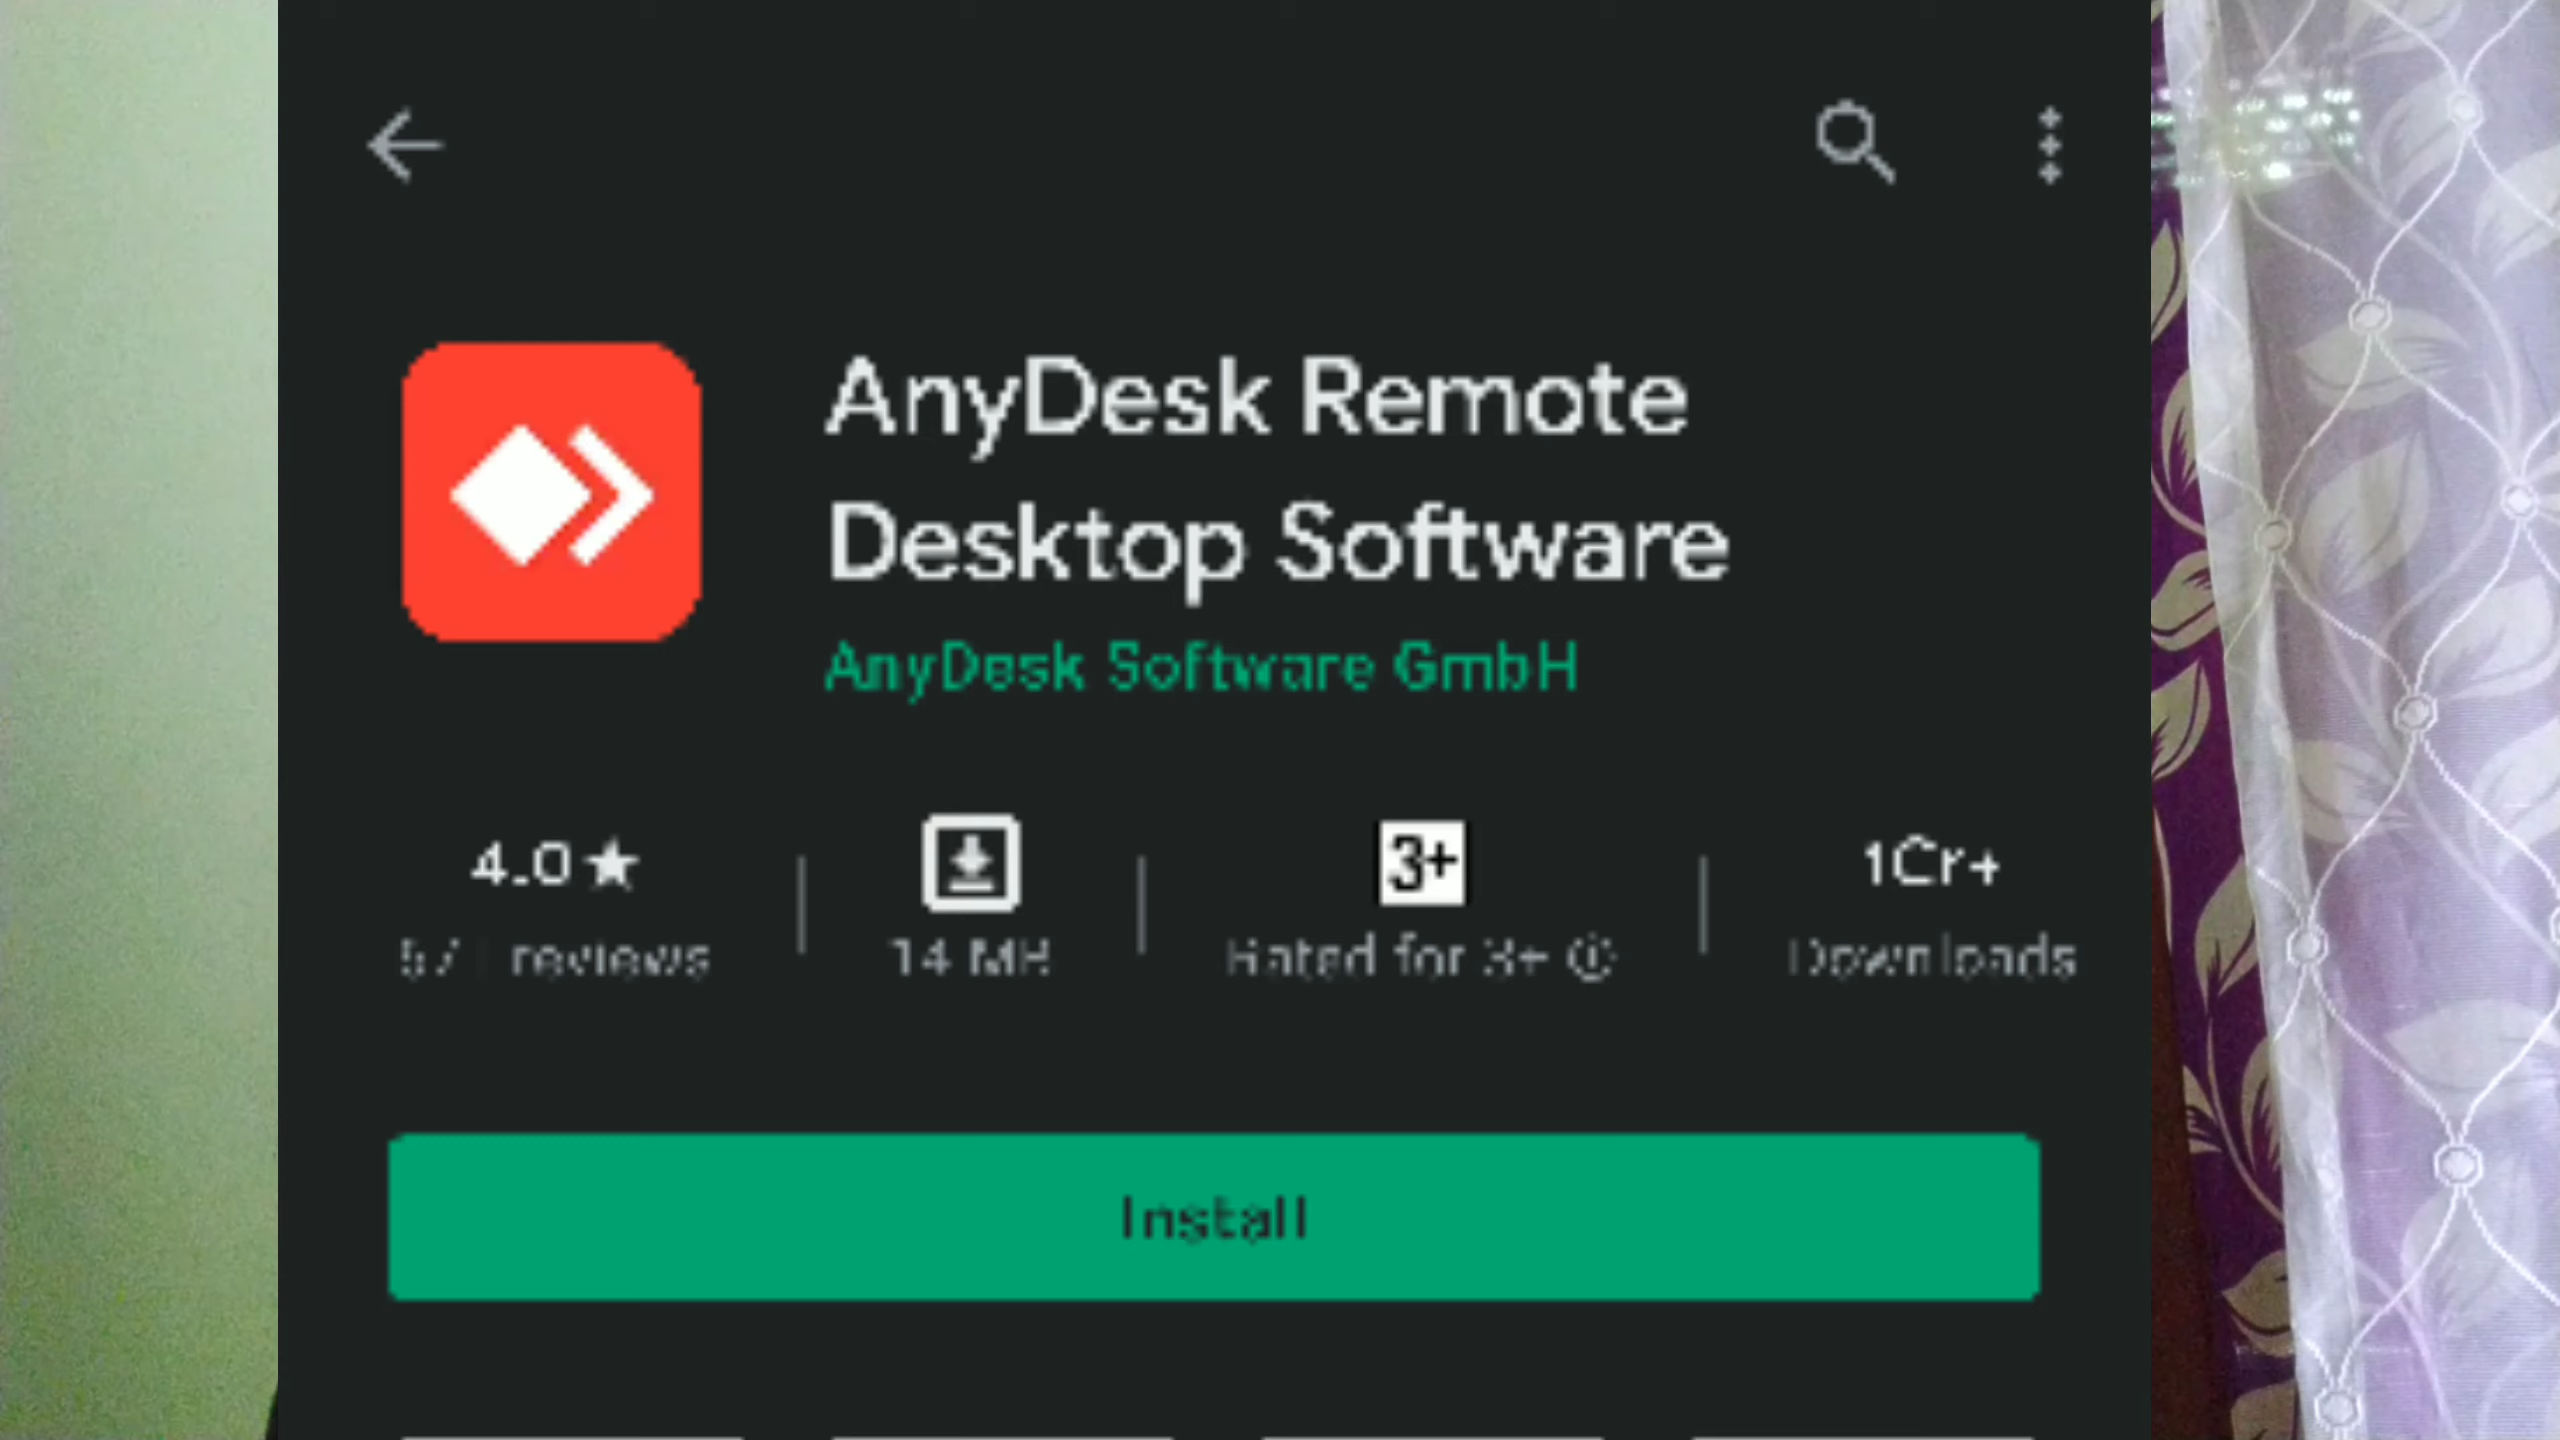 AnyDesk Remote
Desktop Software
AnyDesk Software GmbH
4.0★
reviews
14 MB
3+
Rated for 3+
1Cr+
Downloads
Install